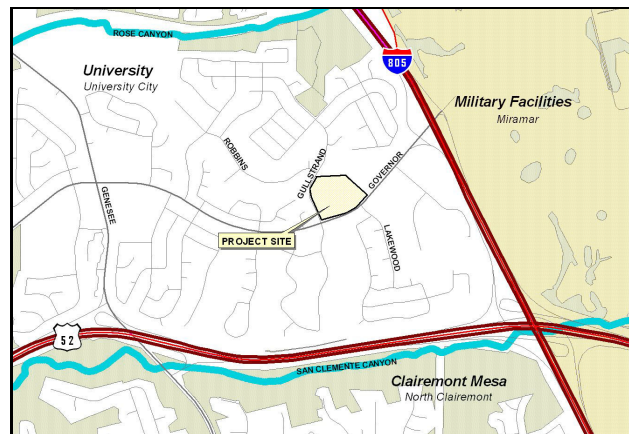 ROSE CANYON
805
University
University City
Military Facilities
Miramar
ROBBINS
GULLSTRAND
GOVERNOR
GENESEE
LAKEWOOD
PROJECT SITE
52
SAN CLEMENTE CANYON
Clairemont Mesa
North Clairemont